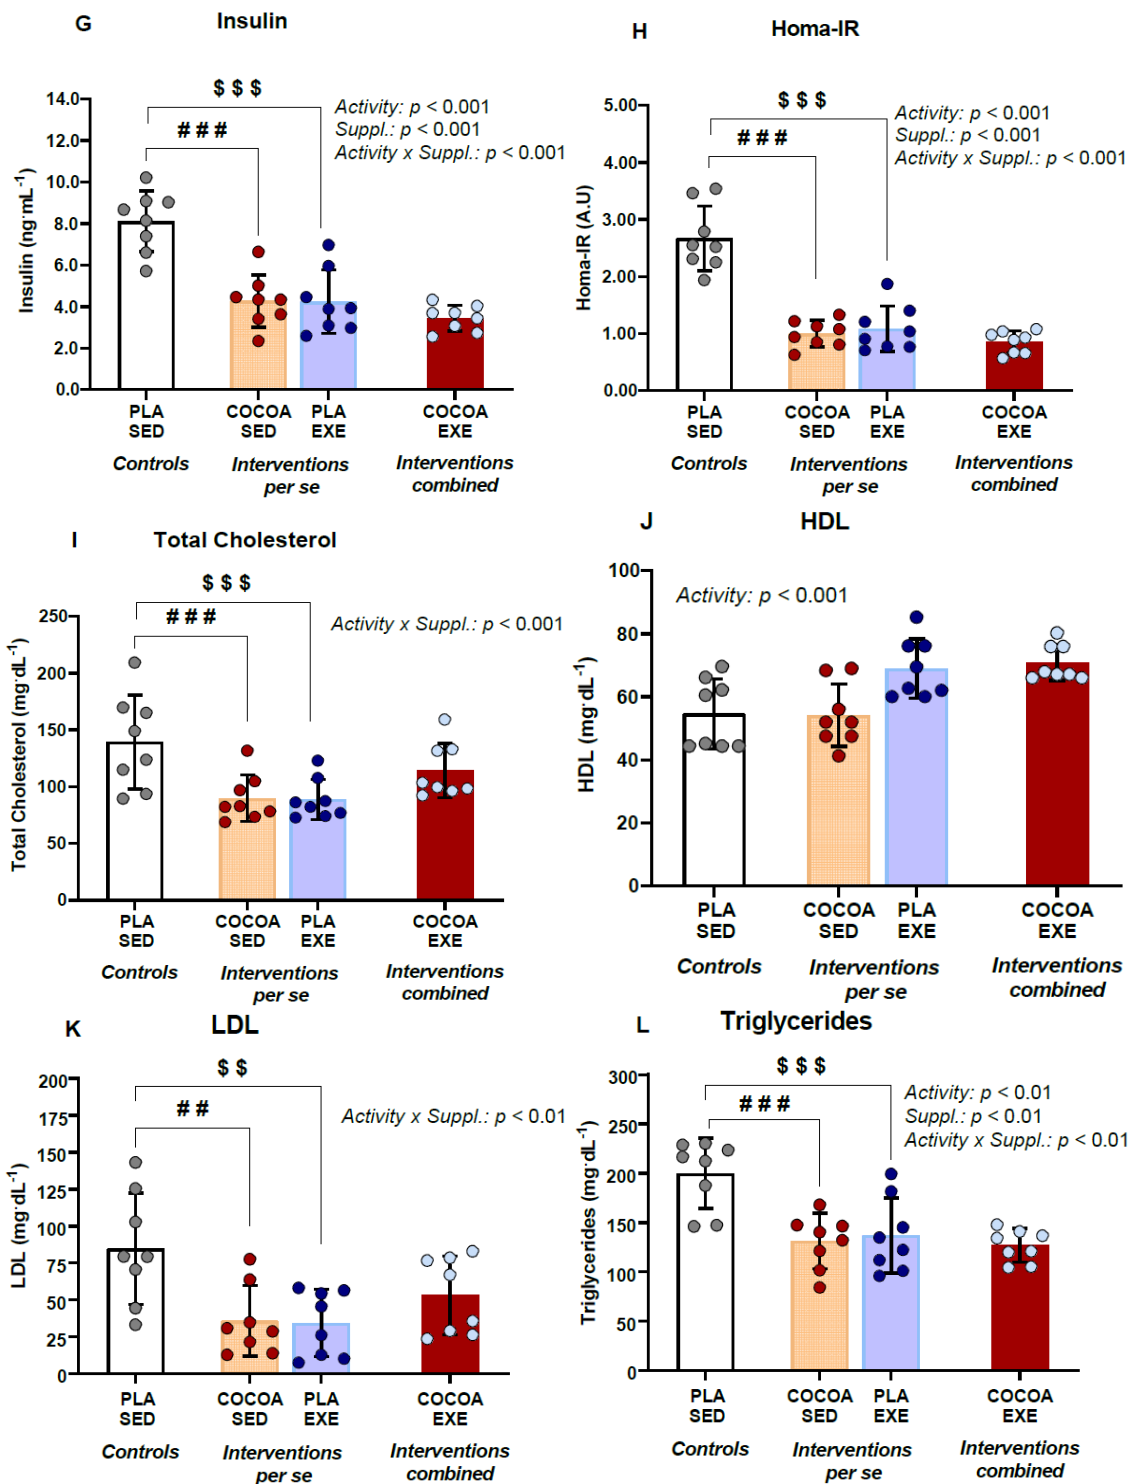 G Insulin
$ $ $
# # #
Activity: p < 0.001
Suppl.: p < 0.001
Activity x Suppl.: p < 0.001
Insulin (ng·mL⁻¹)
14.0
12.0
10.0
8.0
6.0
4.0
2.0
0.0
PLA SED
COCOA SED
PLA EXE
COCOA EXE
Controls
Interventions per se
Interventions combined
H Homa-IR
$ $ $
# # #
Activity: p < 0.001
Suppl.: p < 0.001
Activity x Suppl.: p < 0.001
Homa-IR (A.U)
5.00
4.00
3.00
2.00
1.00
0.00
PLA SED
COCOA SED
PLA EXE
COCOA EXE
Controls
Interventions per se
Interventions combined
I Total Cholesterol
$ $ $
# # #
Activity x Suppl.: p < 0.001
Total Cholesterol (mg·dL⁻¹)
250
200
150
100
50
0
PLA SED
COCOA SED
PLA EXE
COCOA EXE
Controls
Interventions per se
Interventions combined
J HDL
Activity: p < 0.001
HDL (mg·dL⁻¹)
100
80
60
40
20
0
PLA SED
COCOA SED
PLA EXE
COCOA EXE
Controls
Interventions per se
Interventions combined
K LDL
$ $
# #
Activity x Suppl.: p < 0.01
LDL (mg·dL⁻¹)
200
175
150
125
100
75
50
25
0
PLA SED
COCOA SED
PLA EXE
COCOA EXE
Controls
Interventions per se
Interventions combined
L Triglycerides
$ $ $
# # #
Activity: p < 0.01
Suppl.: p < 0.01
Activity x Suppl.: p < 0.01
Triglycerides (mg·dL⁻¹)
300
250
200
150
100
50
0
PLA SED
COCOA SED
PLA EXE
COCOA EXE
Controls
Interventions per se
Interventions combined